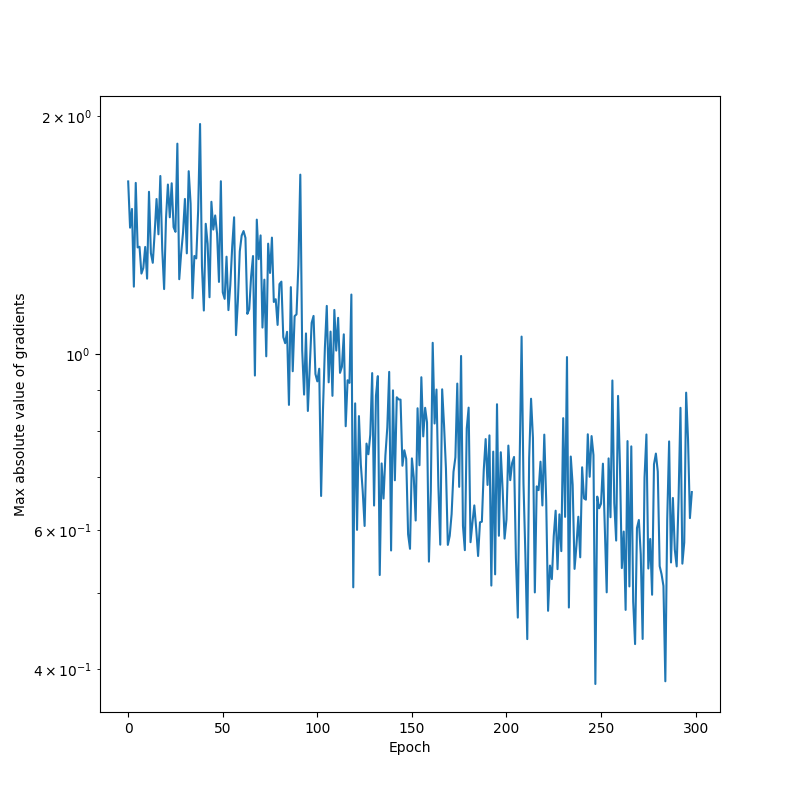 Max absolute value of gradients
2 × 10⁰
10⁰
6 × 10⁻¹
4 × 10⁻¹
0 50 100 150 200 250 300
Epoch